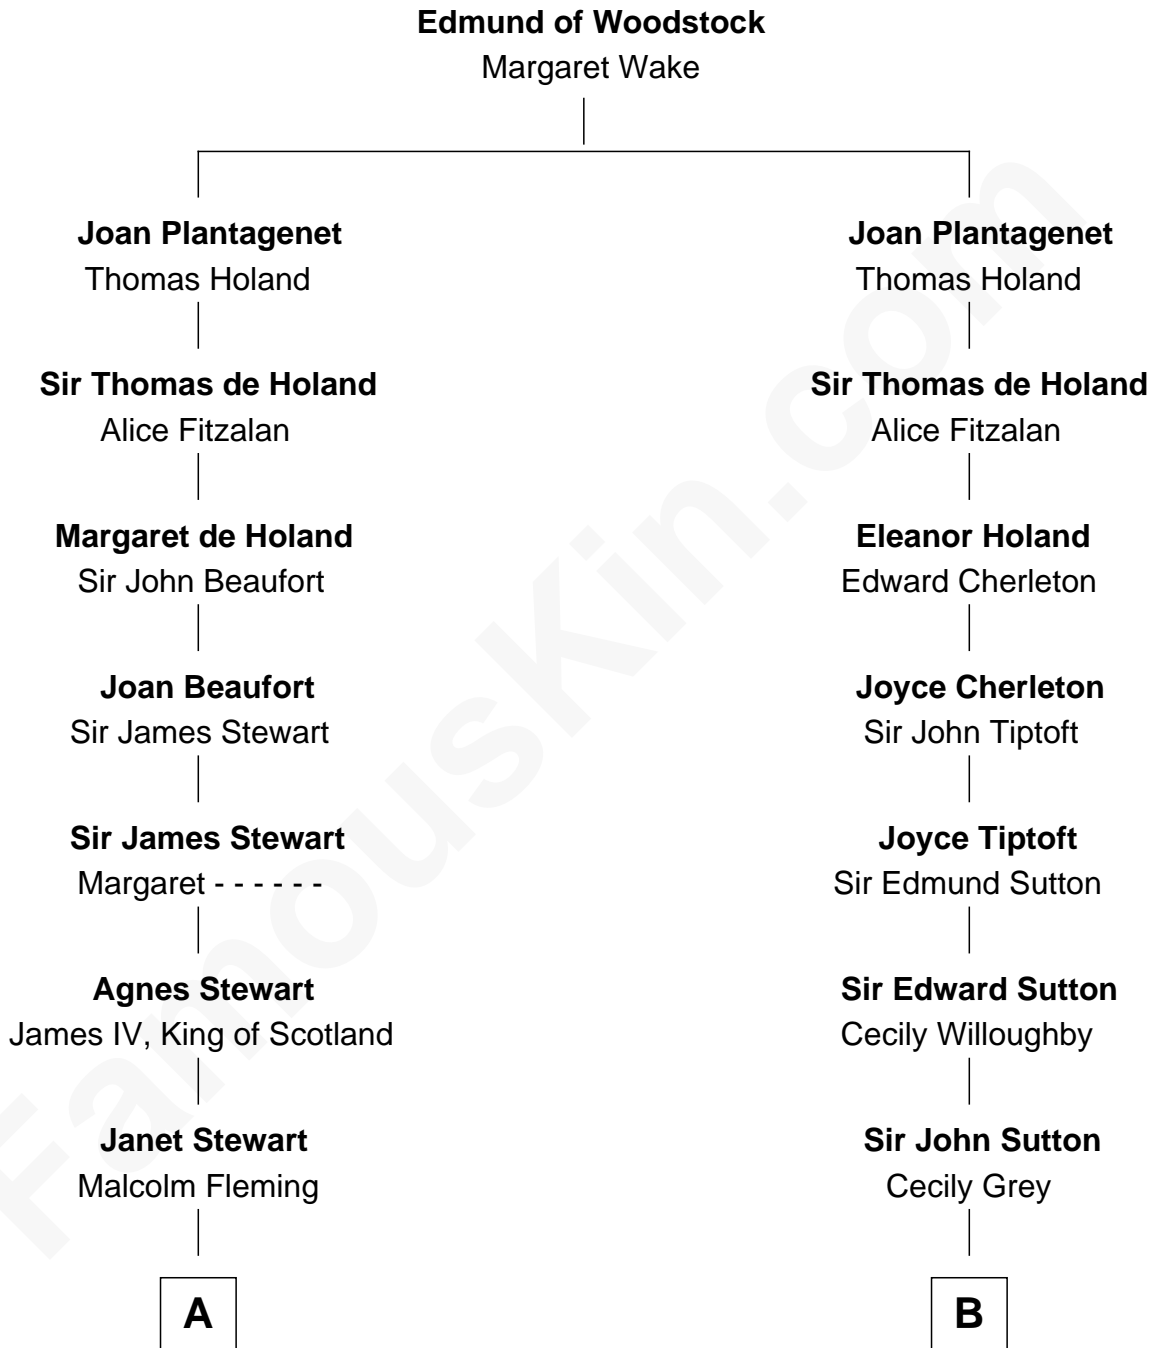 Edmund of Woodstock
Margaret Wake
Joan Plantagenet
Thomas Holand
Sir Thomas de Holand
Alice Fitzalan
Margaret de Holand
Sir John Beaufort
Joan Beaufort
Sir James Stewart
Sir James Stewart
Margaret - - - - - -
Agnes Stewart
James IV, King of Scotland
Janet Stewart
Malcolm Fleming
A
Joan Plantagenet
Thomas Holand
Sir Thomas de Holand
Alice Fitzalan
Eleanor Holand
Edward Cherleton
Joyce Cherleton
Sir John Tiptoft
Joyce Tiptoft
Sir Edmund Sutton
Sir Edward Sutton
Cecily Willoughby
Sir John Sutton
Cecily Grey
B
FamousKin.com